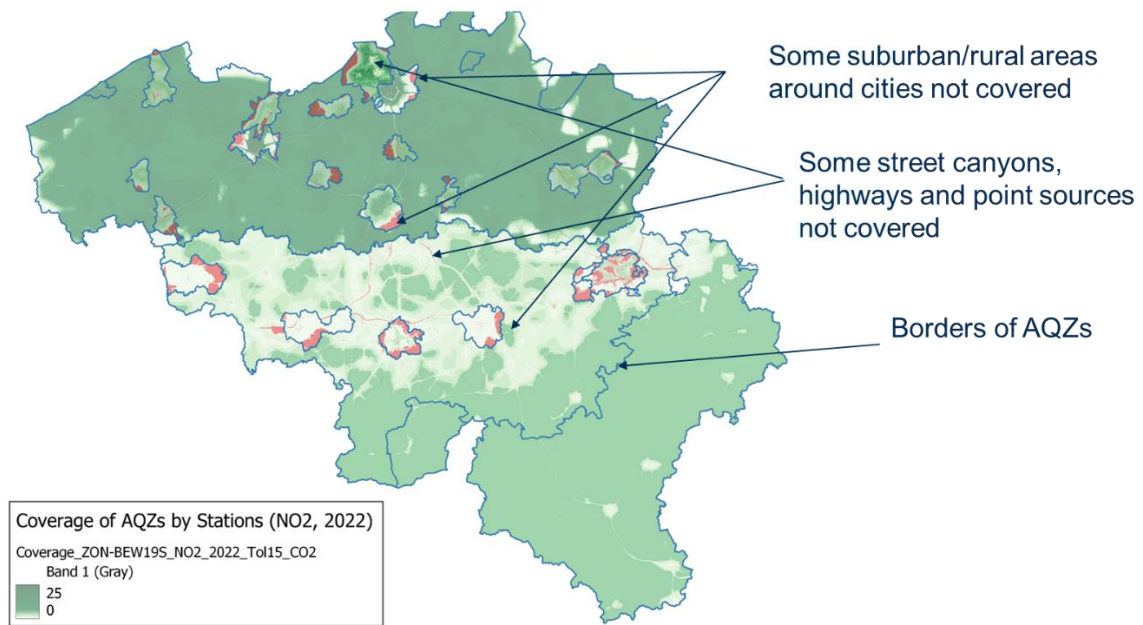 Some suburban/rural areas
around cities not covered
Some street canyons,
highways and point sources
not covered
Borders of AQZs
Coverage of AQZs by Stations (NO2, 2022)
Coverage_ZON-BEW19S_NO2_2022_Tol15_CO2
Band 1 (Gray)
25
0